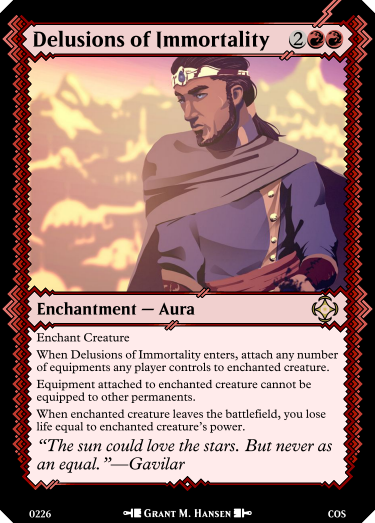 Delusions of Immortality 2
Enchantment — Aura
Enchant Creature
When Delusions of Immortality enters, attach any number
of equipments any player controls to enchanted creature.
Equipment attached to enchanted creature cannot be
equipped to other permanents.
When enchanted creature leaves the battlefield, you lose
life equal to enchanted creature's power.
“The sun could love the stars. But never as
an equal.”—Gavilar
0226 Grant M. Hansen COS